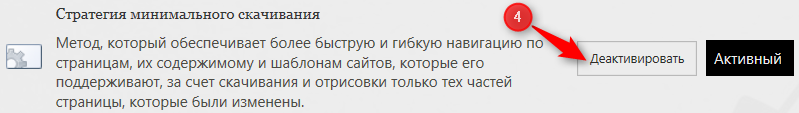 Стратегия минимального скачивания
4
Метод, который обеспечивает более быструю и гибкую навигацию по
страницам, их содержимому и шаблонам сайтов, которые его
поддерживают, за счет скачивания и отрисовки только тех частей
страницы, которые были изменены.
Деактивировать
Активный